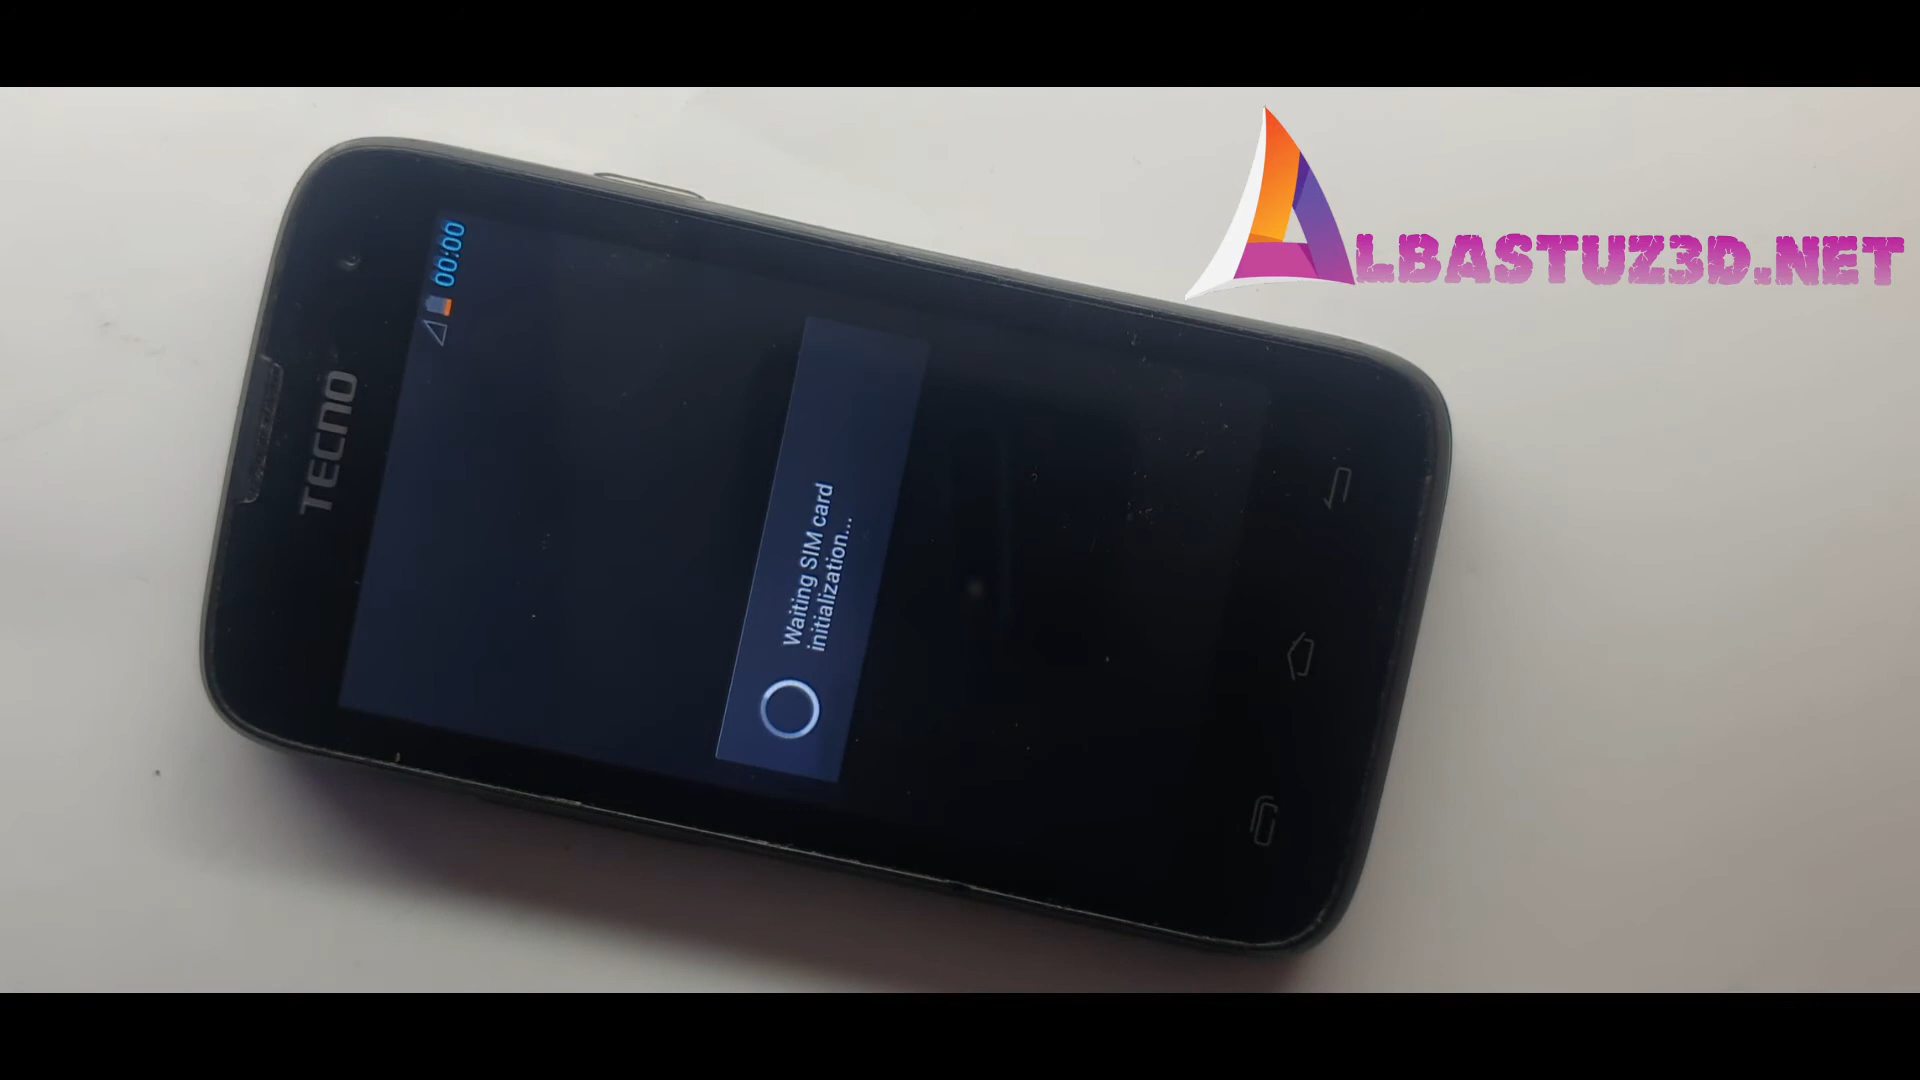 ALBASTUZ3D.NET
00:00
TECNO
Waiting SIM card
initialization...